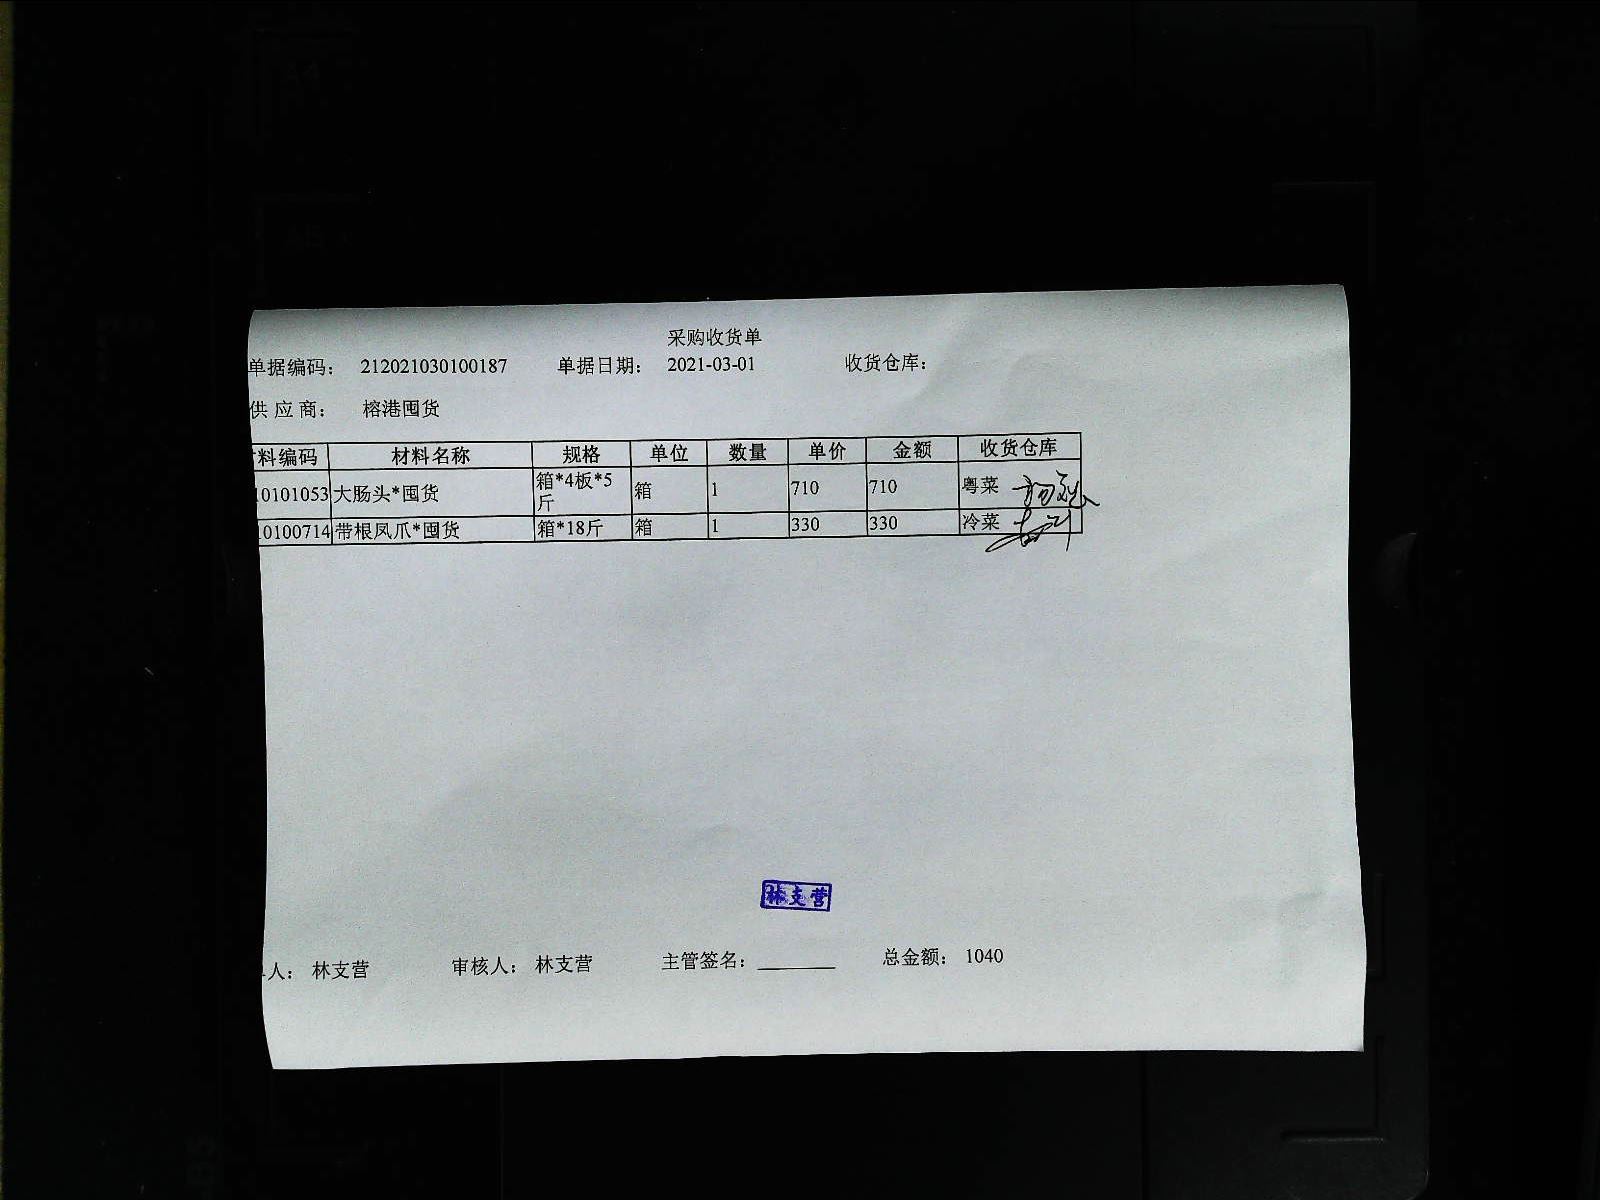 采购收货单
单据编码： 212021030100187 单据日期： 2021-03-01 收货仓库：
供应商： 榕港囤货
料编码 材料名称 规格 单位 数量 单价 金额 收货仓库
10101053 大肠头*囤货 箱*4板*5斤 箱 1 710 710 粤菜
10100714 带根凤爪*囤货 箱*18斤 箱 1 330 330 冷菜
林支营
人： 林支营 审核人： 林支营 主管签名： 总金额： 1040